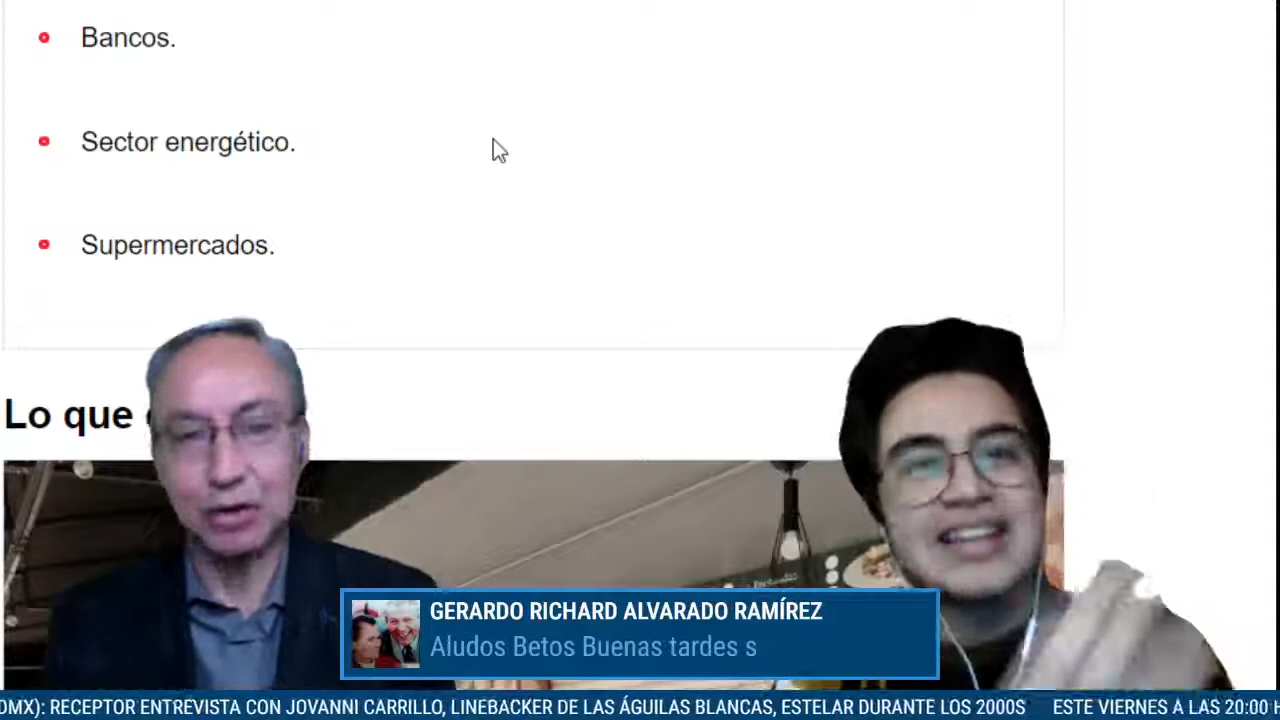 Bancos.
Sector energético.
Supermercados.
Lo que
GERARDO RICHARD ALVARADO RAMÍREZ
Aludos Betos Buenas tardes s
DMX): RECEPTOR ENTREVISTA CON JOVANNI CARRILLO, LINEBACKER DE LAS ÁGUILAS BLANCAS, ESTELAR DURANTE LOS 2000S ESTE VIERNES A LAS 20:00 H